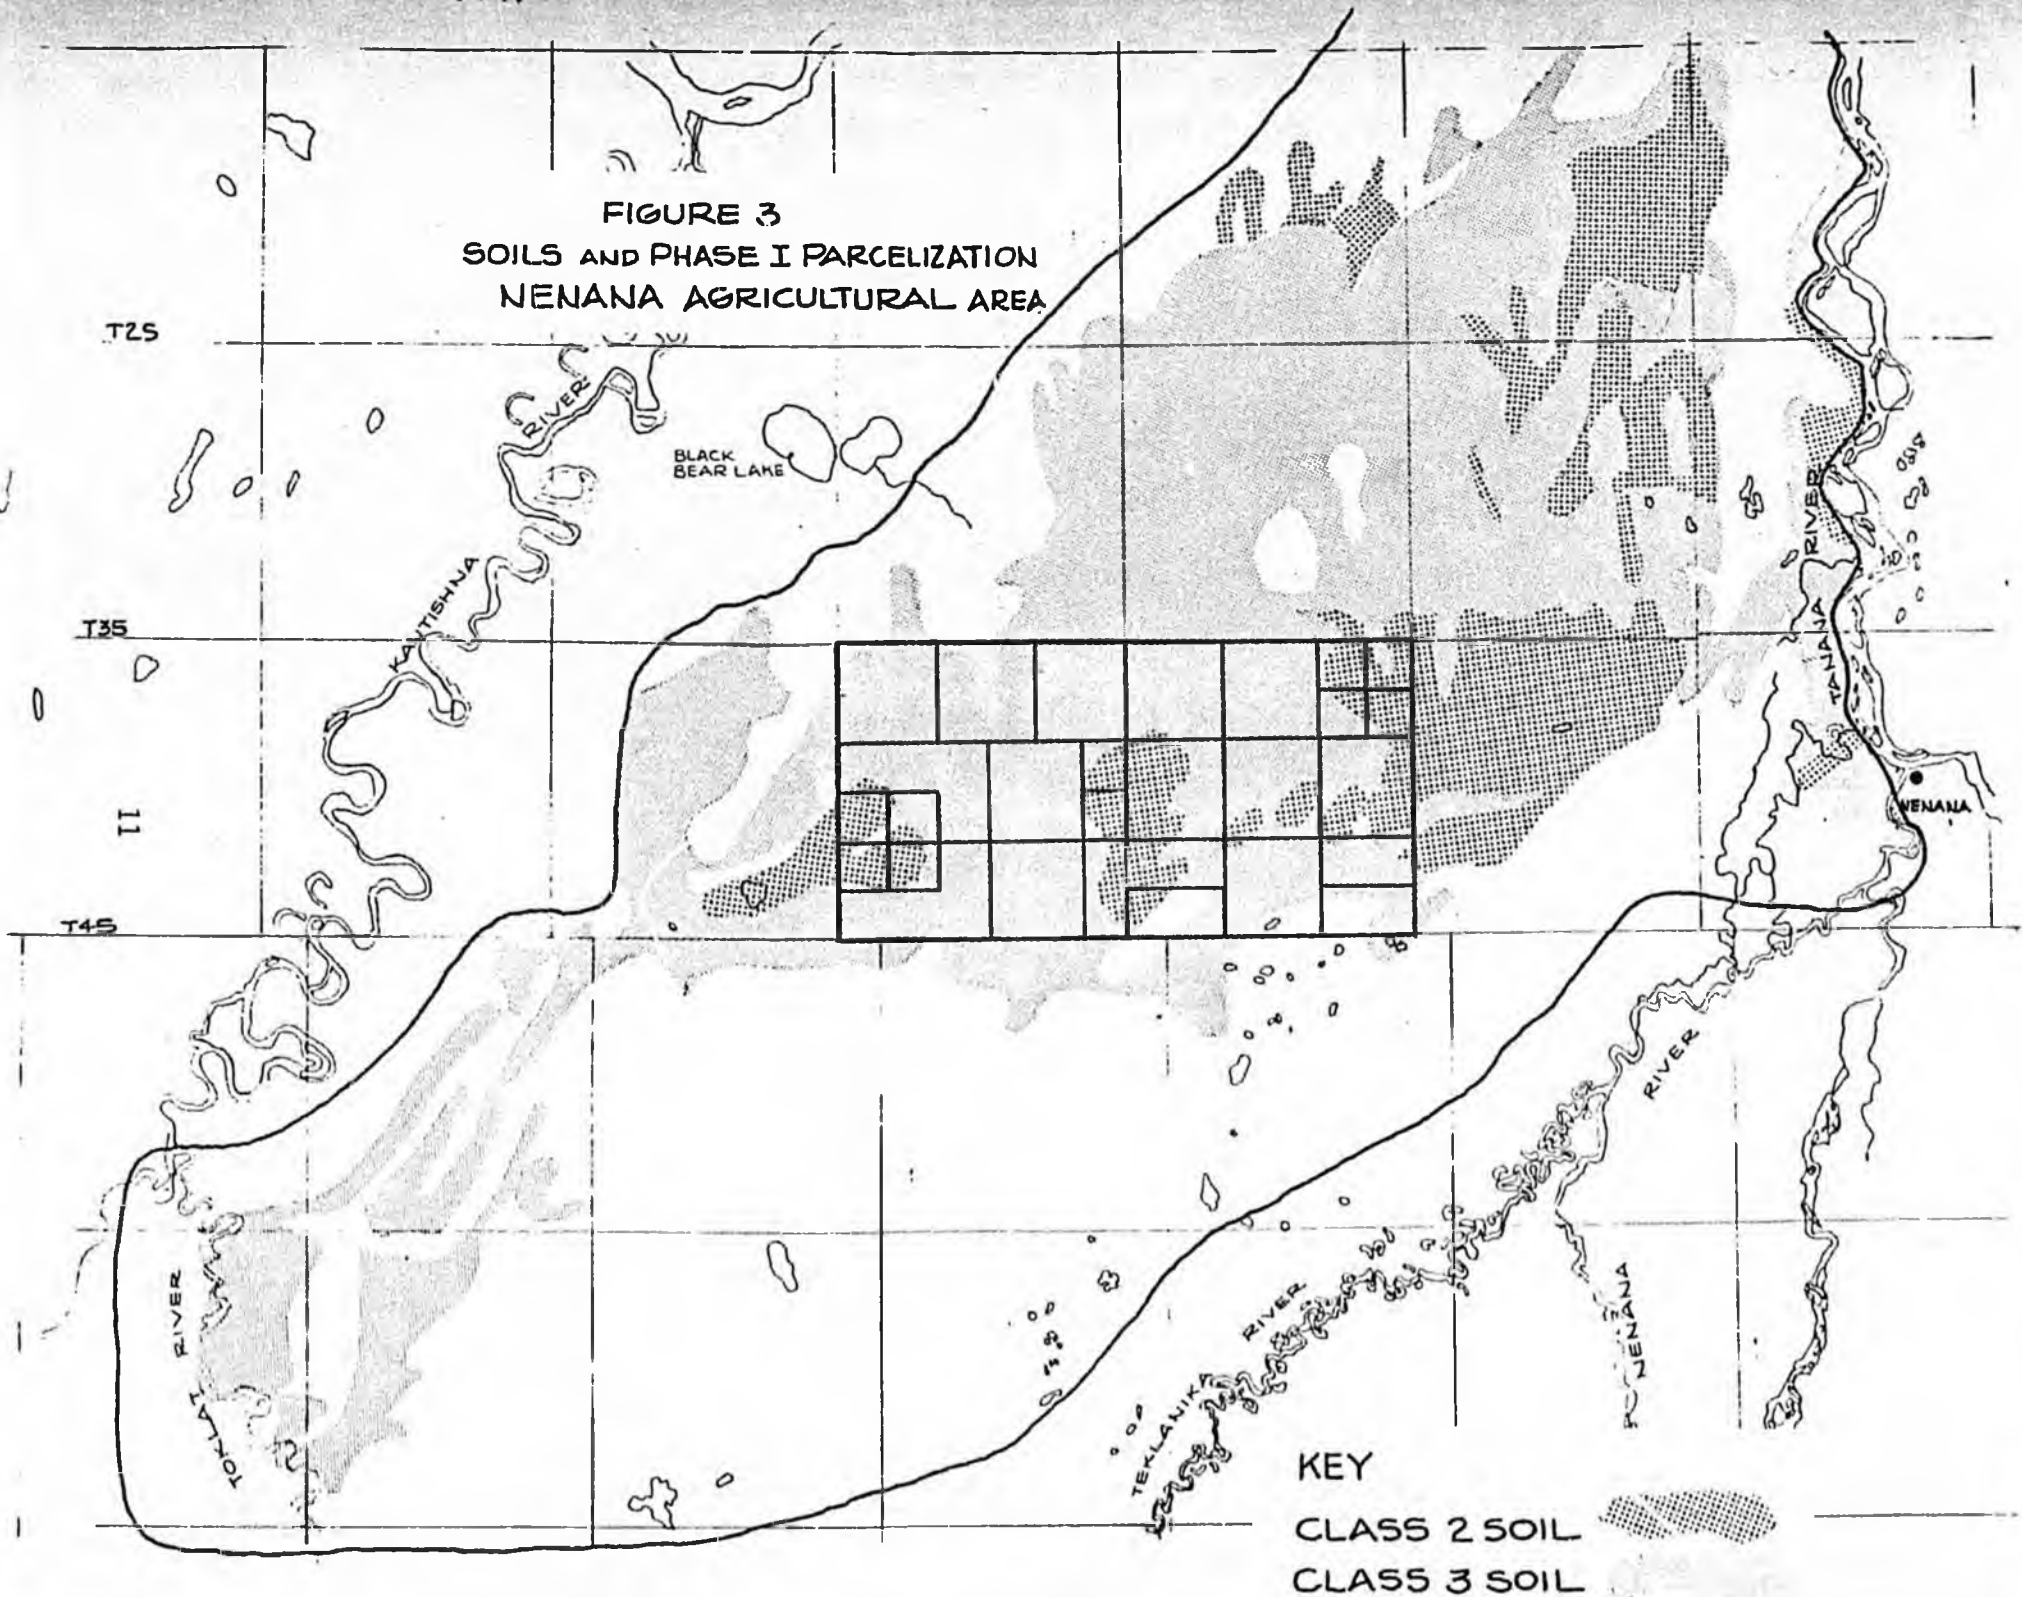 FIGURE 3
SOILS AND PHASE I PARCELIZATION
NENANA AGRICULTURAL AREA
T2S
RIVER
BLACK
BEAR LAKE
KANTISHNA
T3S
RIVER
TANANA
NENANA
11
T4S
RIVER
RIVER
TOKLAT
RIVER
TEKLANIKA
NENANA
KEY
CLASS 2 SOIL
CLASS 3 SOIL